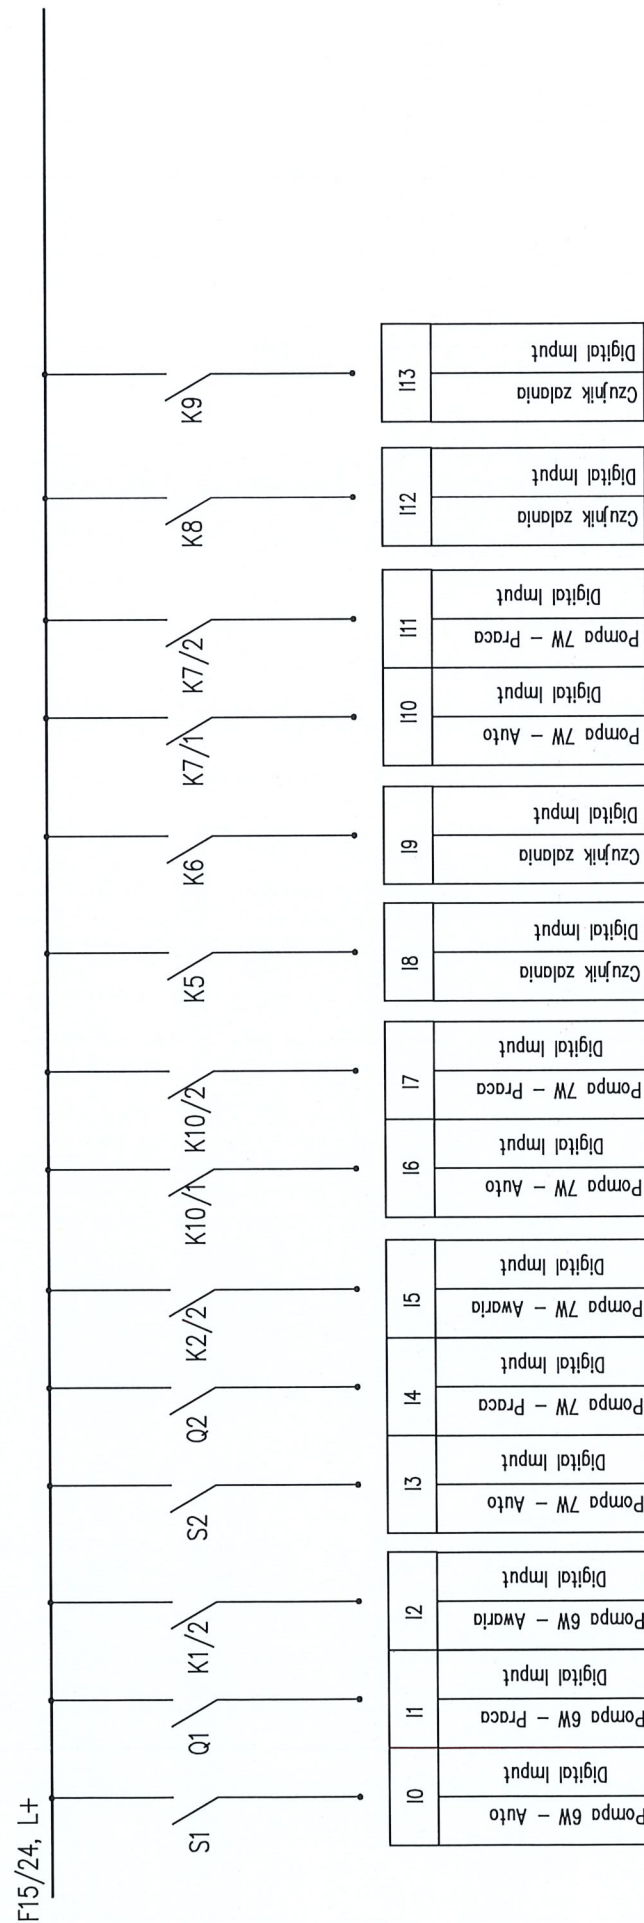 F15/24, L+
S1
Q1
K1/2
S2
Q2
K2/2
K10/1
K10/2
K5
K6
K7/1
K7/2
K8
K9
I0
Pompa 6W – Auto
Digital Imput
I1
Pompa 6W – Praca
Digital Imput
I2
Pompa 6W – Awaria
Digital Imput
I3
Pompa 7W – Auto
Digital Imput
I4
Pompa 7W – Praca
Digital Imput
I5
Pompa 7W – Awaria
Digital Imput
I6
Pompa 7W – Auto
Digital Imput
I7
Pompa 7W – Praca
Digital Imput
I8
Czujnik zalania
Digital Imput
I9
Czujnik zalania
Digital Imput
I10
Pompa 7W – Auto
Digital Imput
I11
Pompa 7W – Praca
Digital Imput
I12
Czujnik zalania
Digital Imput
I13
Czujnik zalania
Digital Imput